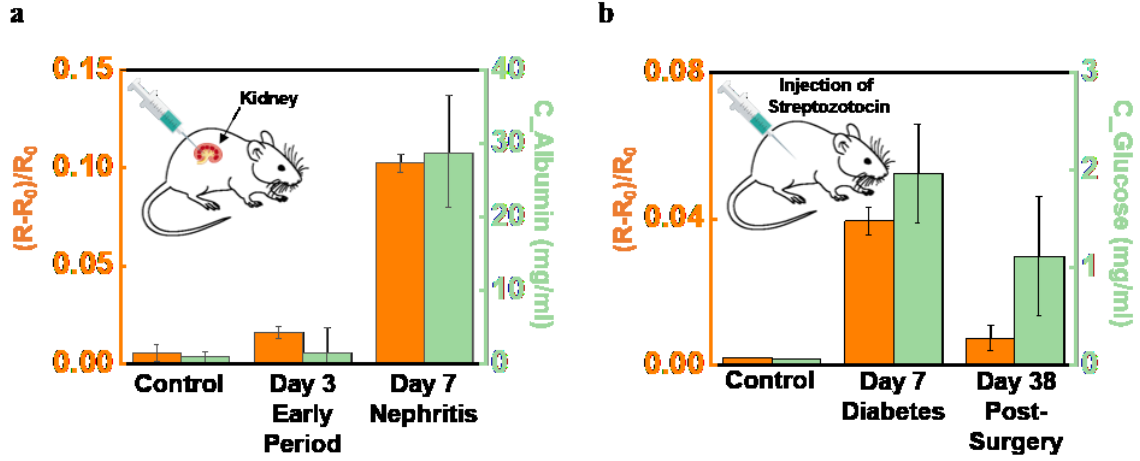 a
0.15
0.10
0.05
0.00
(R-R₀)/R₀
Kidney
40
30
20
10
0
C_Albumin (mg/ml)
Control
Day 3
Early
Period
Day 7
Nephritis
b
0.08
0.04
0.00
(R-R₀)/R₀
Injection of
Streptozotocin
3
2
1
0
C_Glucose (mg/ml)
Control
Day 7
Diabetes
Day 38
Post-
Surgery